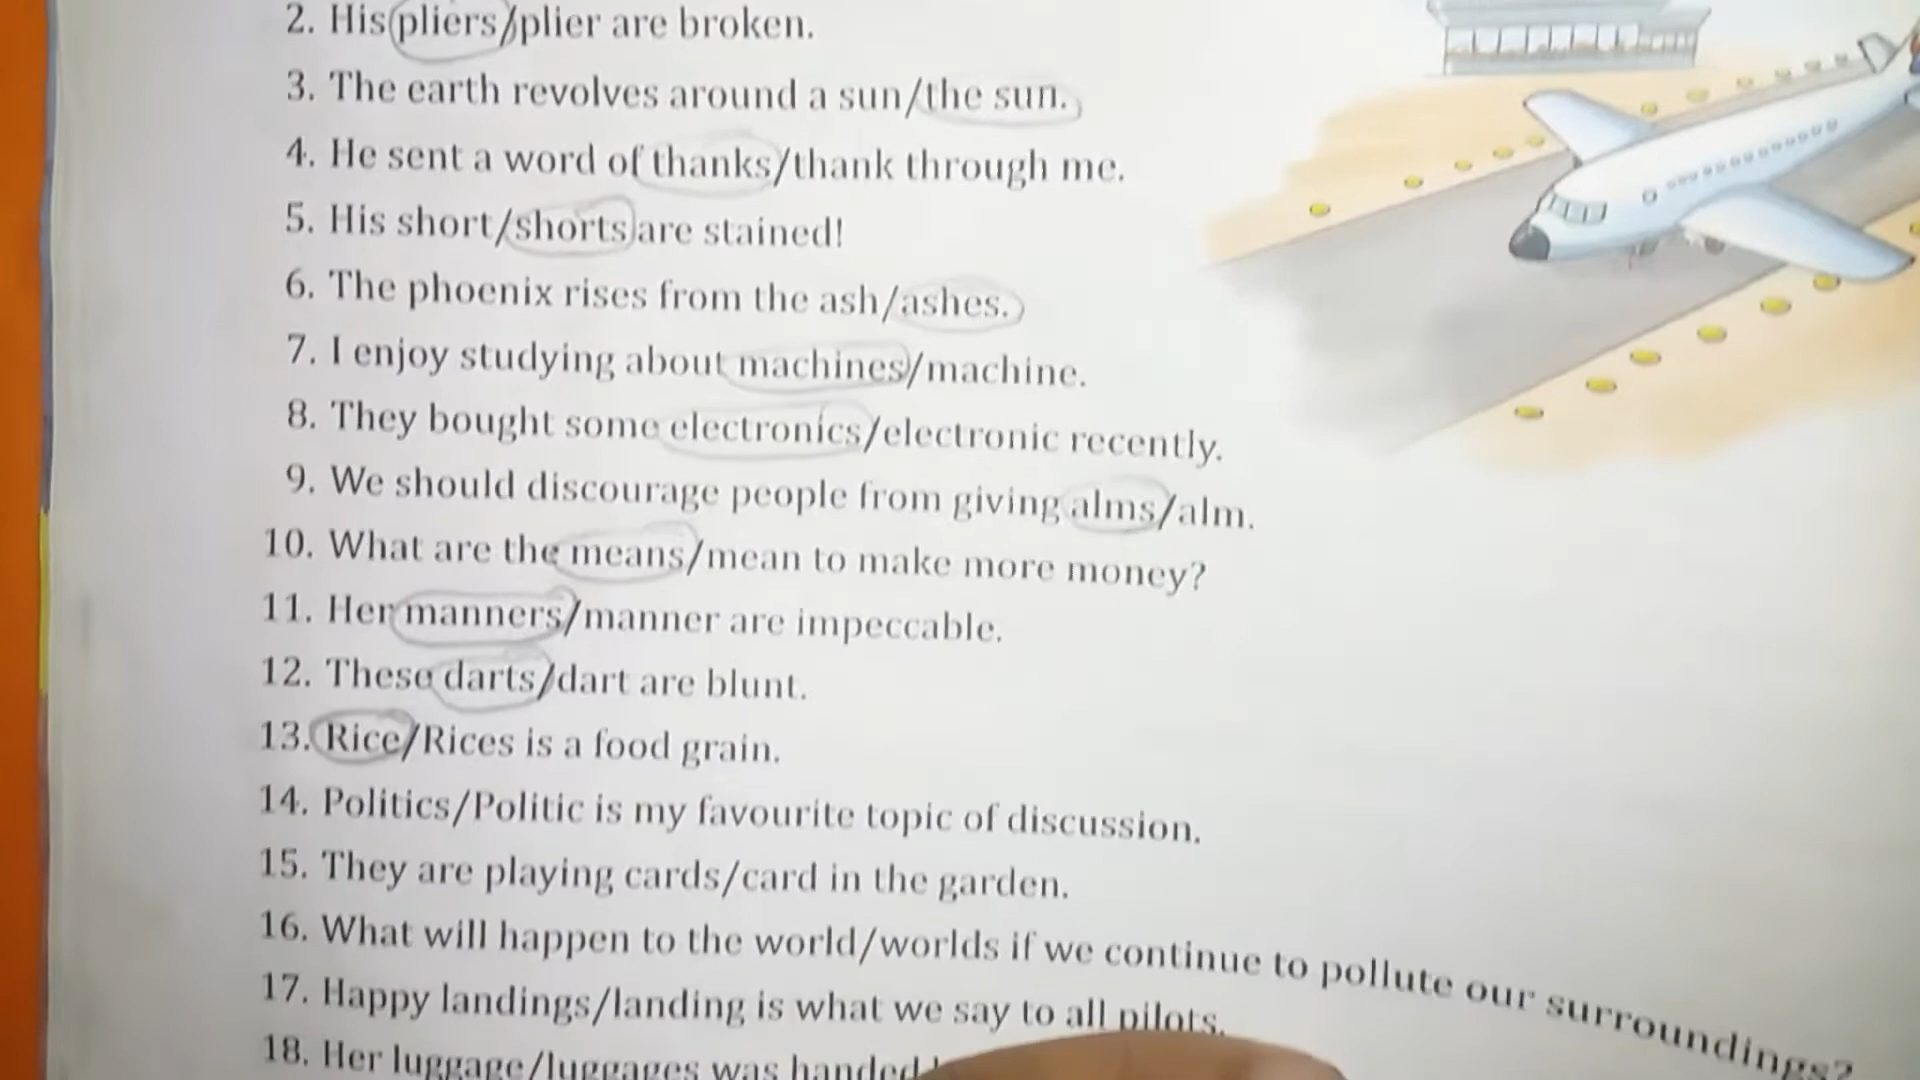 2. His pliers/plier are broken.
3. The earth revolves around a sun/the sun.
4. He sent a word of thanks/thank through me.
5. His short/shorts are stained!
6. The phoenix rises from the ash/ashes.
7. I enjoy studying about machines/machine.
8. They bought some electronics/electronic recently.
9. We should discourage people from giving alms/alm.
10. What are the means/mean to make more money?
11. Her manners/manner are impeccable.
12. These darts/dart are blunt.
13. Rice/Rices is a food grain.
14. Politics/Politic is my favourite topic of discussion.
15. They are playing cards/card in the garden.
16. What will happen to the world/worlds if we continue to pollute our surroundings?
17. Happy landings/landing is what we say to all pilots.
18. Her luggage/luggages was handed